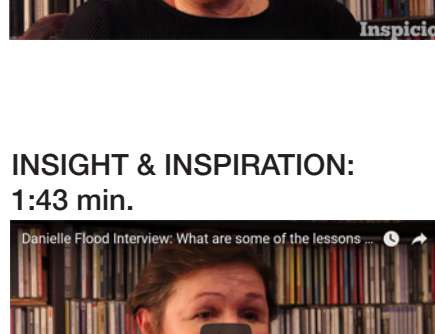 Inspicio
INSIGHT & INSPIRATION:
1:43 min.
Danielle Flood Interview: What are some of the lessons ...